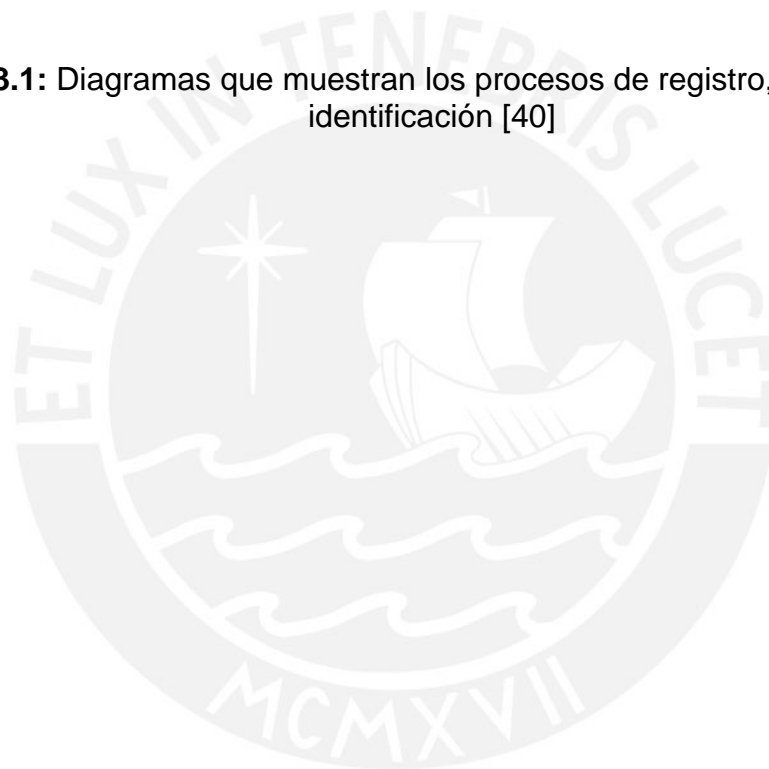 3.1: Diagramas que muestran los procesos de registro,
identificación [40]
ET LUX IN TENEBRIS LUCET
MCMXVII